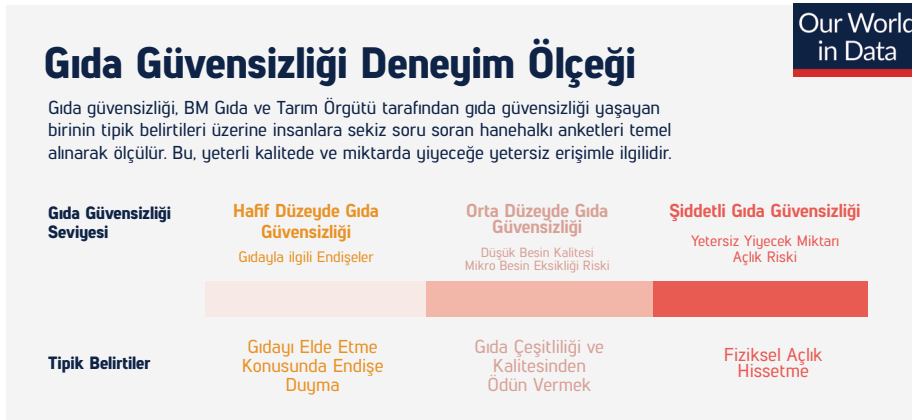 Our World
in Data
Gıda Güvensizliği Deneyim Ölçeği
Gıda güvensizliği, BM Gıda ve Tarım Örgütü tarafından gıda güvensizliği yaşayan
birinin tipik belirtileri üzerine insanlara sekiz soru soran hanehalkı anketleri temel
alınarak ölçülür. Bu, yeterli kalitede ve miktarda yiyeceğe yetersiz erişimle ilgilidir.
Gıda Güvensizliği
Seviyesi
Hafif Düzeyde Gıda
Güvensizliği
Gıdayla ilgili Endişeler
Orta Düzeyde Gıda
Güvensizliği
Düşük Besin Kalitesi
Mikro Besin Eksikliği Riski
Şiddetli Gıda Güvensizliği
Yetersiz Yiyecek Miktarı
Açlık Riski
Tipik Belirtiler
Gıdayı Elde Etme
Konusunda Endişe
Duyma
Gıda Çeşitliliği ve
Kalitesinden
Ödün Vermek
Fiziksel Açlık
Hissetme